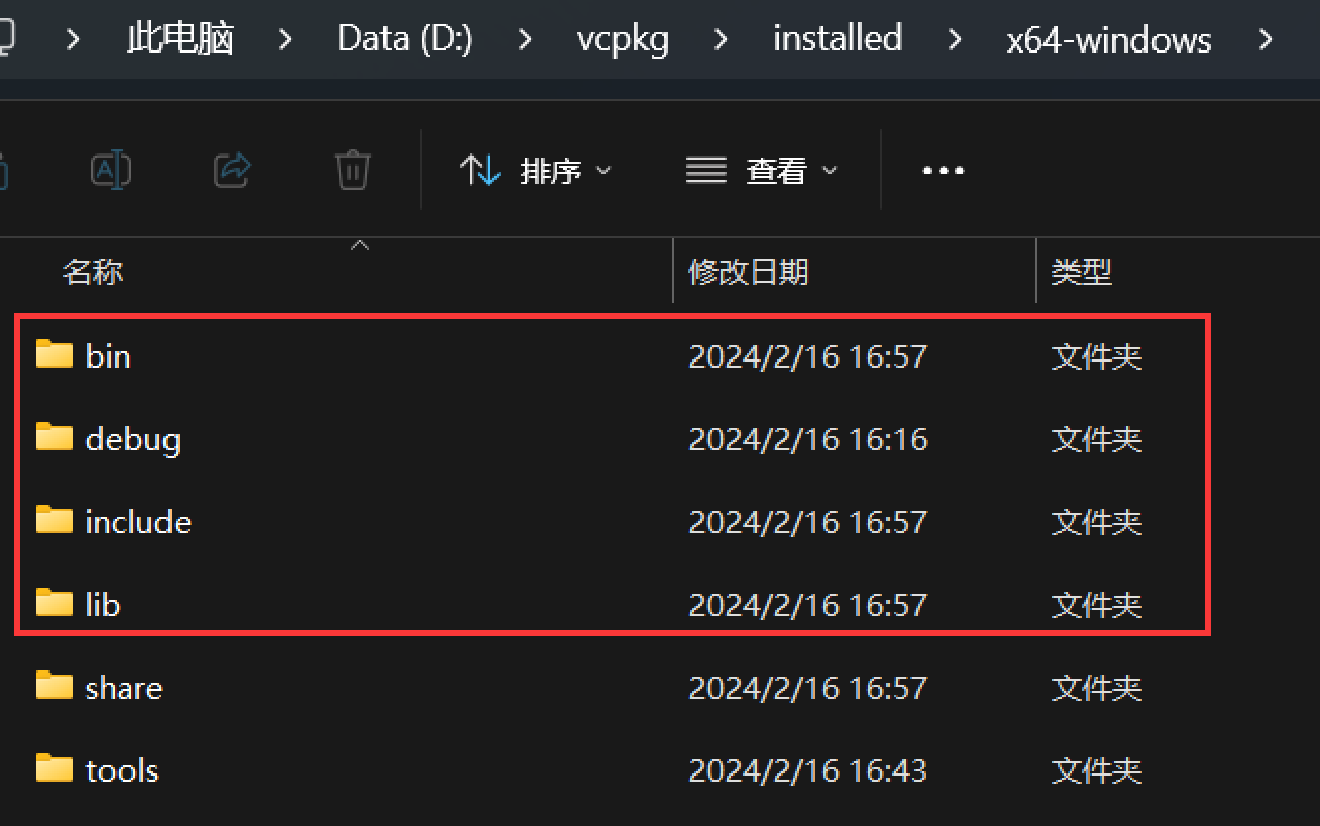 > 此电脑 > Data (D:) > vcpkg > installed > x64-windows >
排序 查看
名称 修改日期 类型
bin 2024/2/16 16:57 文件夹
debug 2024/2/16 16:16 文件夹
include 2024/2/16 16:57 文件夹
lib 2024/2/16 16:57 文件夹
share 2024/2/16 16:57 文件夹
tools 2024/2/16 16:43 文件夹